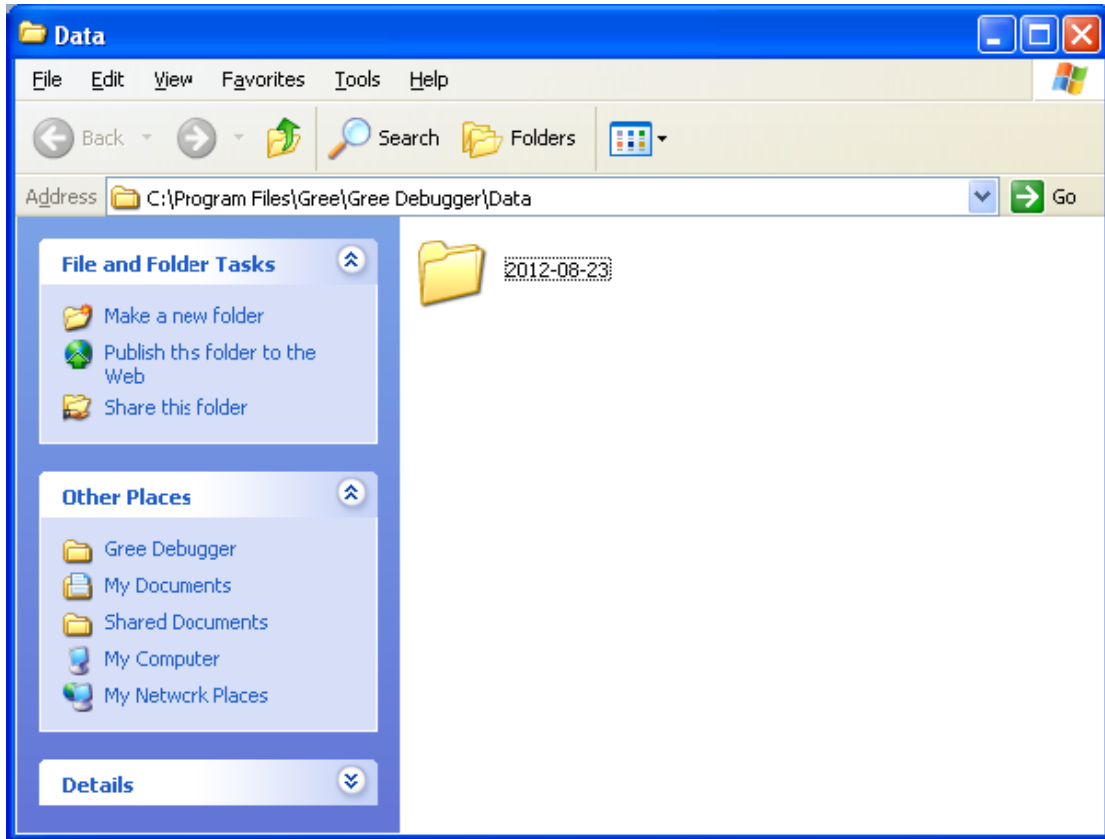 Data
File Edit View Favorites Tools Help
Back Search Folders
Address C:\Program Files\Gree\Gree Debugger\Data Go
File and Folder Tasks
Make a new folder
Publish ths folder to the
Web
Share this folder
2012-08-23
Other Places
Gree Debugger
My Documents
Shared Documents
My Computer
My Network Places
Details